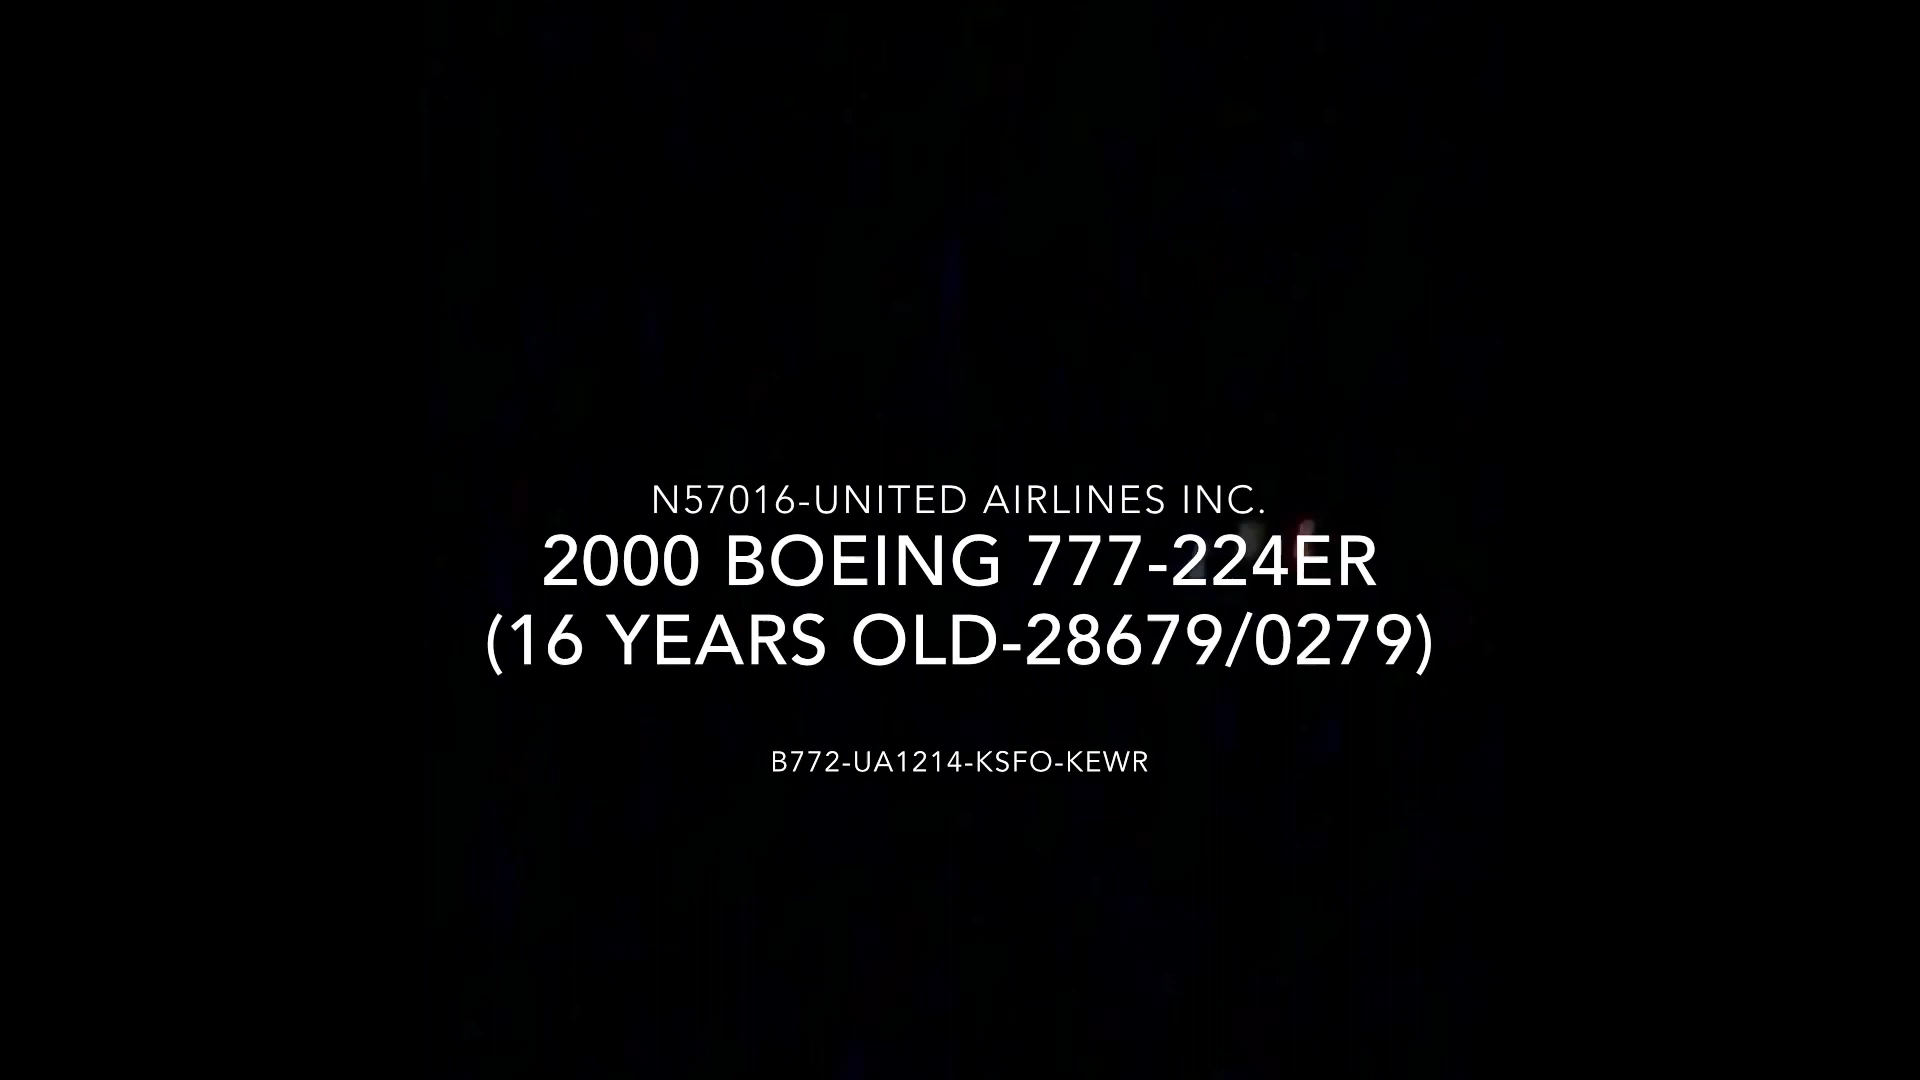 N57016-UNITED AIRLINES INC.
2000 BOEING 777-224ER
(16 YEARS OLD-28679/0279)
B772-UA1214-KSFO-KEWR